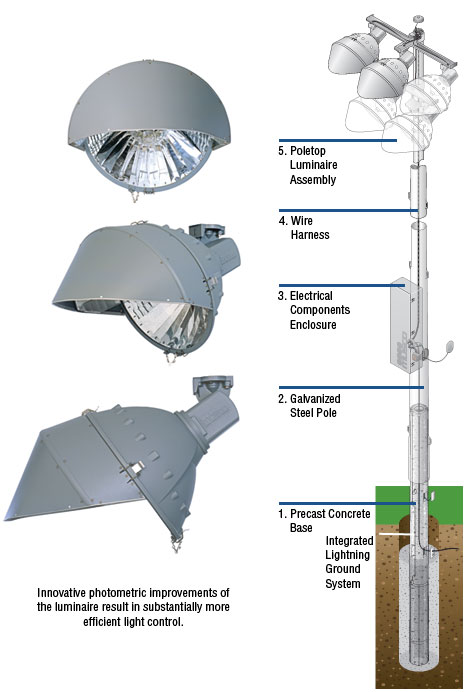 5. Poletop
Luminaire
Assembly
4. Wire
Harness
3. Electrical
Components
Enclosure
2. Galvanized
Steel Pole
1. Precast Concrete
Base
Integrated
Lightning
Ground
System
Innovative photometric improvements of
the luminaire result in substantially more
efficient light control.